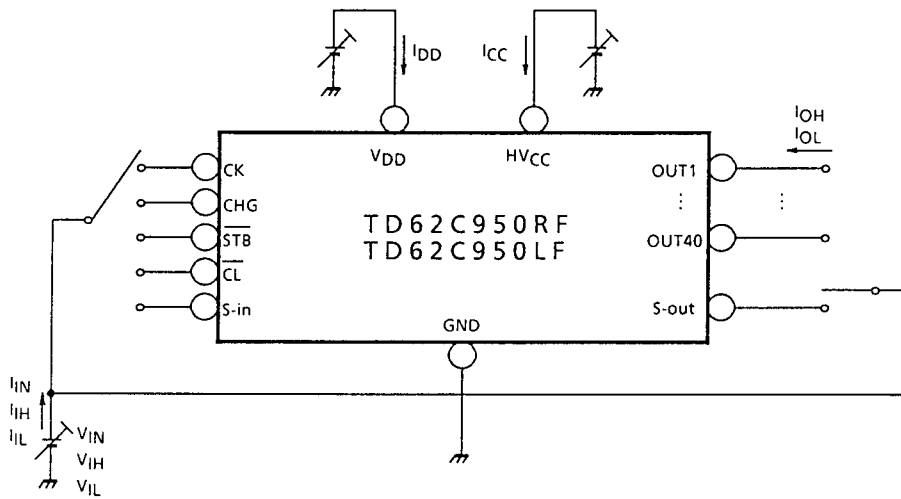 IDD
ICC
VDD
HVCC
IOH
IOL
CK
CHG
STB
CL
S-in
TD62C950RF
TD62C950LF
OUT1
⋮
⋮
OUT40
S-out
GND
IIN
IIH
IIL
VIN
VIH
VIL